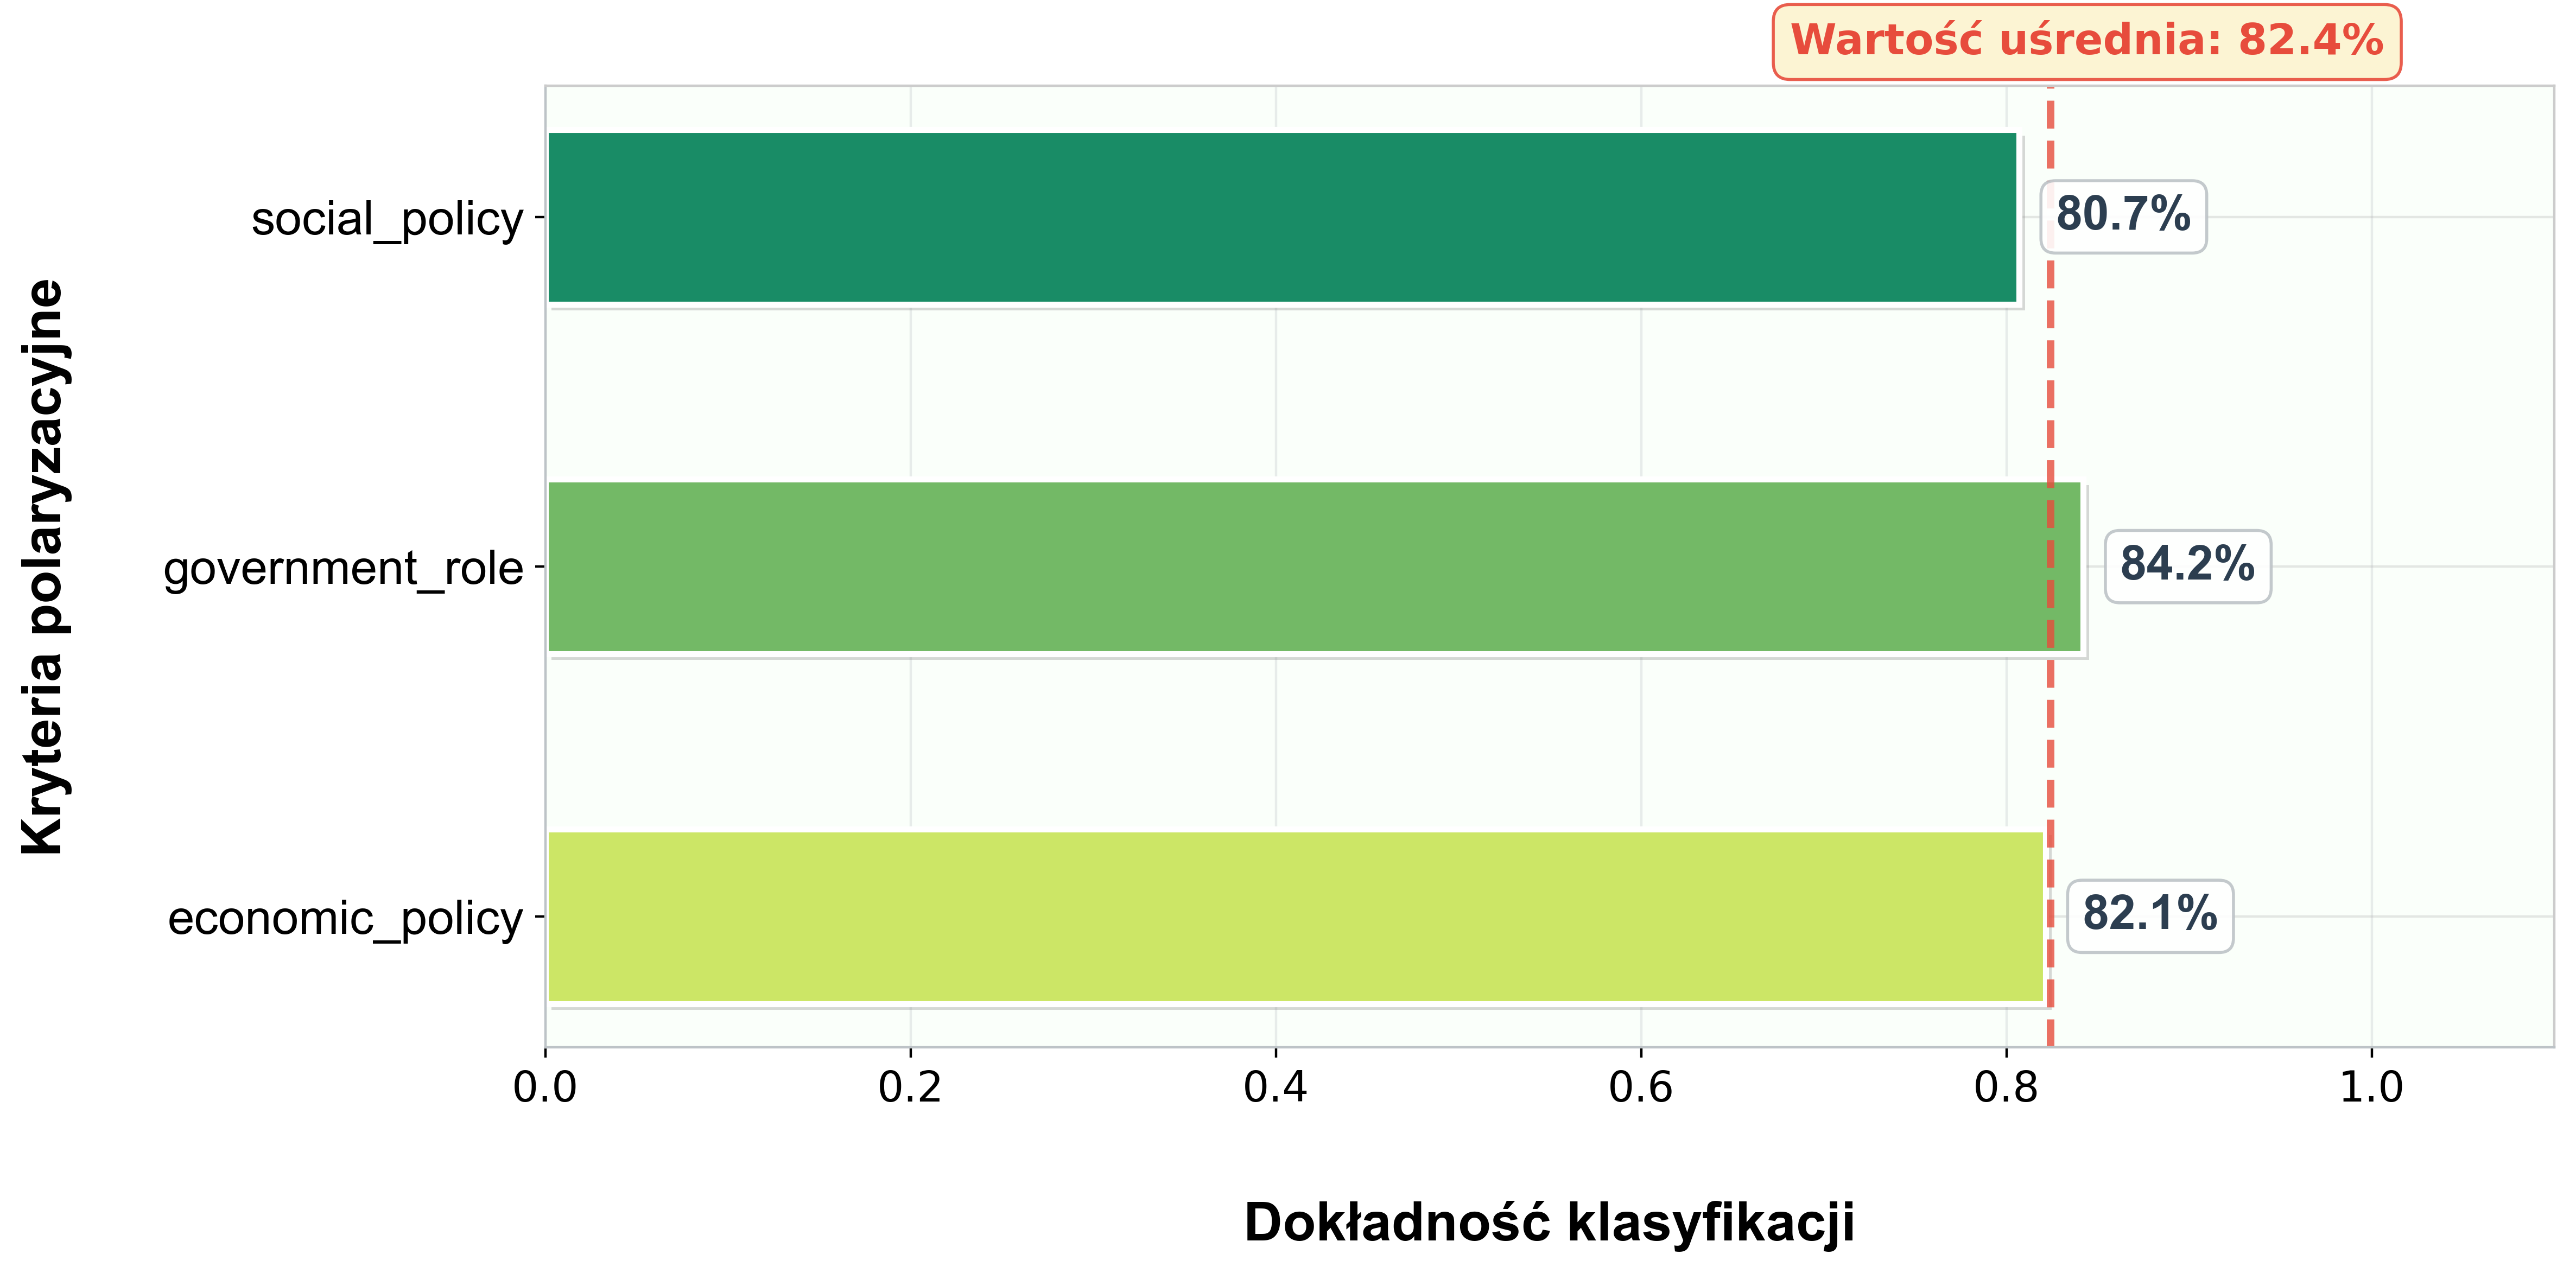 Wartość uśrednia: 82.4%
Kryteria polaryzacyjne
social_policy
80.7%
government_role
84.2%
economic_policy
82.1%
0.0 0.2 0.4 0.6 0.8 1.0
Dokładność klasyfikacji